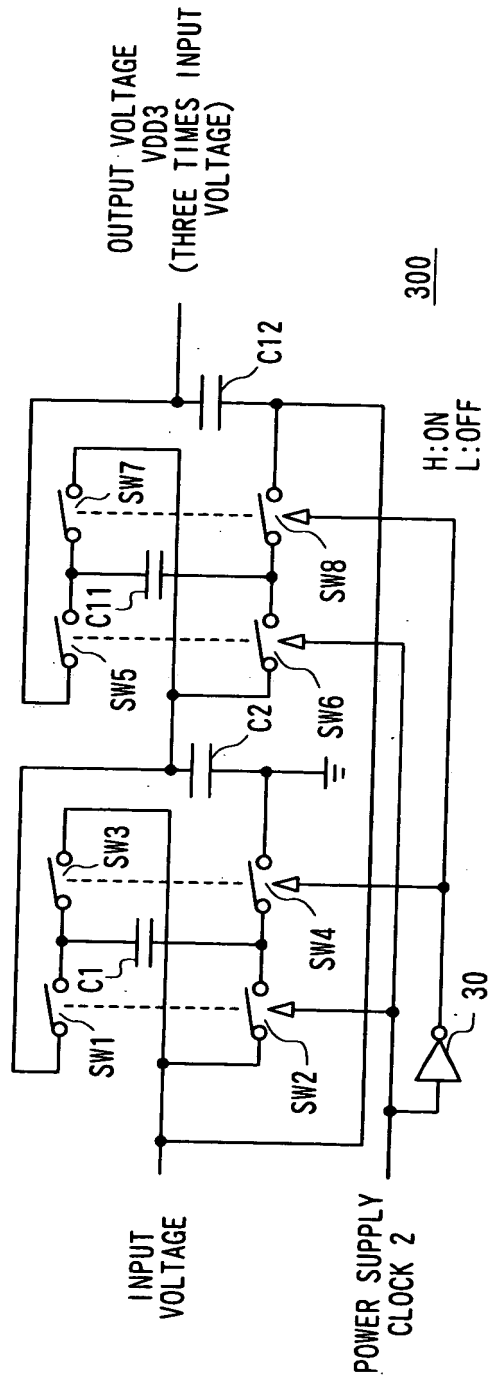 INPUT
VOLTAGE
POWER SUPPLY
CLOCK 2
SW1
C1
SW3
SW2
SW4
30
C2
SW5
C11
SW7
SW6
SW8
C12
OUTPUT VOLTAGE
VDD3
(THREE TIMES INPUT
VOLTAGE)
H:ON
L:OFF
300